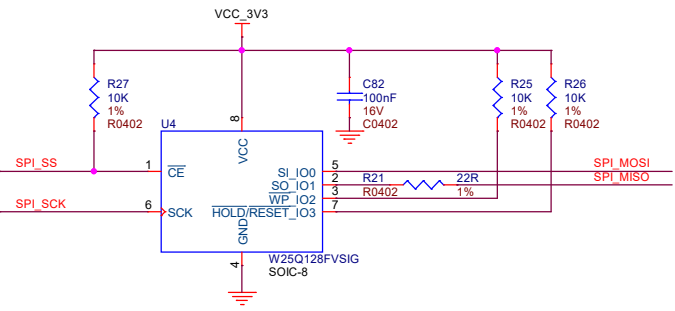 VCC_3V3
R27
10K
1%
R0402
C82
100nF
16V
C0402
R25
10K
1%
R0402
R26
10K
1%
R0402
U4
8
VCC
SPI_SS
1
CE
SPI_SCK
6
SCK
SI_IO0
5
SPI_MOSI
SO_IO1
2
R21
22R
SPI_MISO
WP_IO2
3
R0402
1%
HOLD/RESET_IO3
7
GND
4
W25Q128FVSIG
SOIC-8